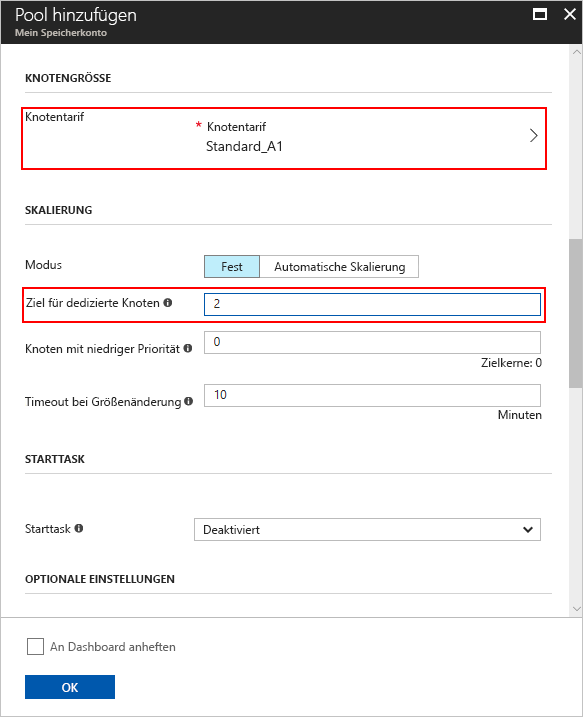 Pool hinzufügen
Mein Speicherkonto
KNOTENGRÖSSE
Knotentarif
* Knotentarif
Standard_A1
SKALIERUNG
Modus
Fest Automatische Skalierung
Ziel für dedizierte Knoten 2
Knoten mit niedriger Priorität 0
Zielkerne: 0
Timeout bei Größenänderung 10
Minuten
STARTTASK
Starttask Deaktiviert
OPTIONALE EINSTELLUNGEN
An Dashboard anheften
OK